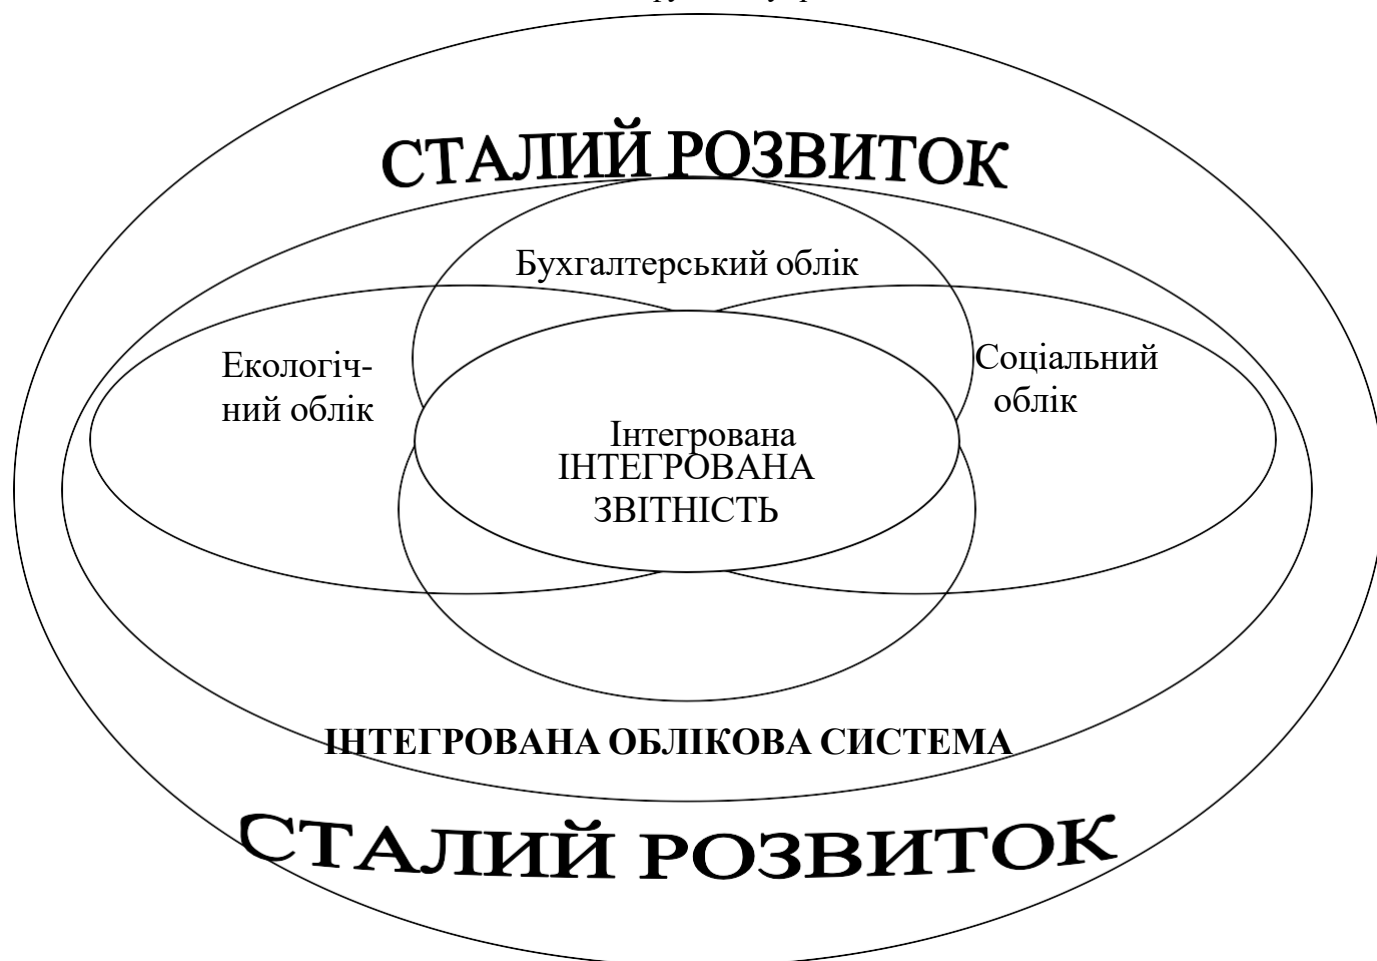 СТАЛИЙ РОЗВИТОК
Бухгалтерський облік
Екологіч-
ний облік
Соціальний
облік
Інтегрована
ІНТЕГРОВАНА
ЗВІТНІСТЬ
ІНТЕГРОВАНА ОБЛІКОВА СИСТЕМА
СТАЛИЙ РОЗВИТОК